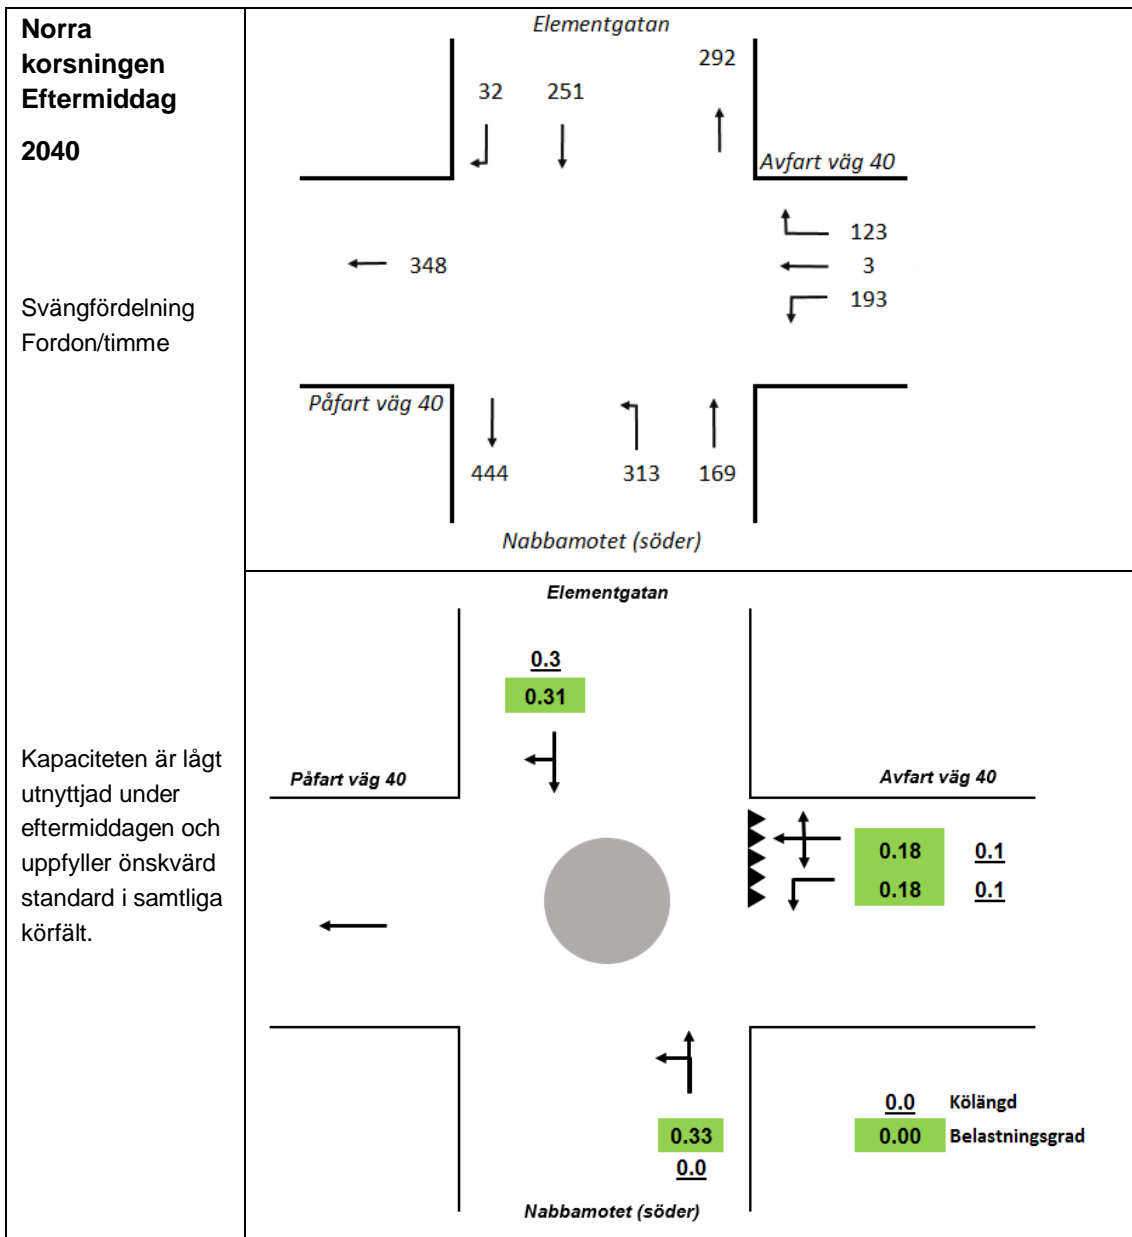 Norra
korsningen
Eftermiddag
2040
Svängfördelning
Fordon/timme
Elementgatan
292
32 251
Avfart väg 40
123
348
3
193
Påfart väg 40
444 313 169
Nabbamotet (söder)
Kapaciteten är lågt
utnyttjad under
eftermiddagen och
uppfyller önskvärd
standard i samtliga
körfält.
Elementgatan
0.3
0.31
Påfart väg 40
Avfart väg 40
0.18 0.1
0.18 0.1
0.33
0.0
0.0 Kölängd
0.00 Belastningsgrad
Nabbamotet (söder)